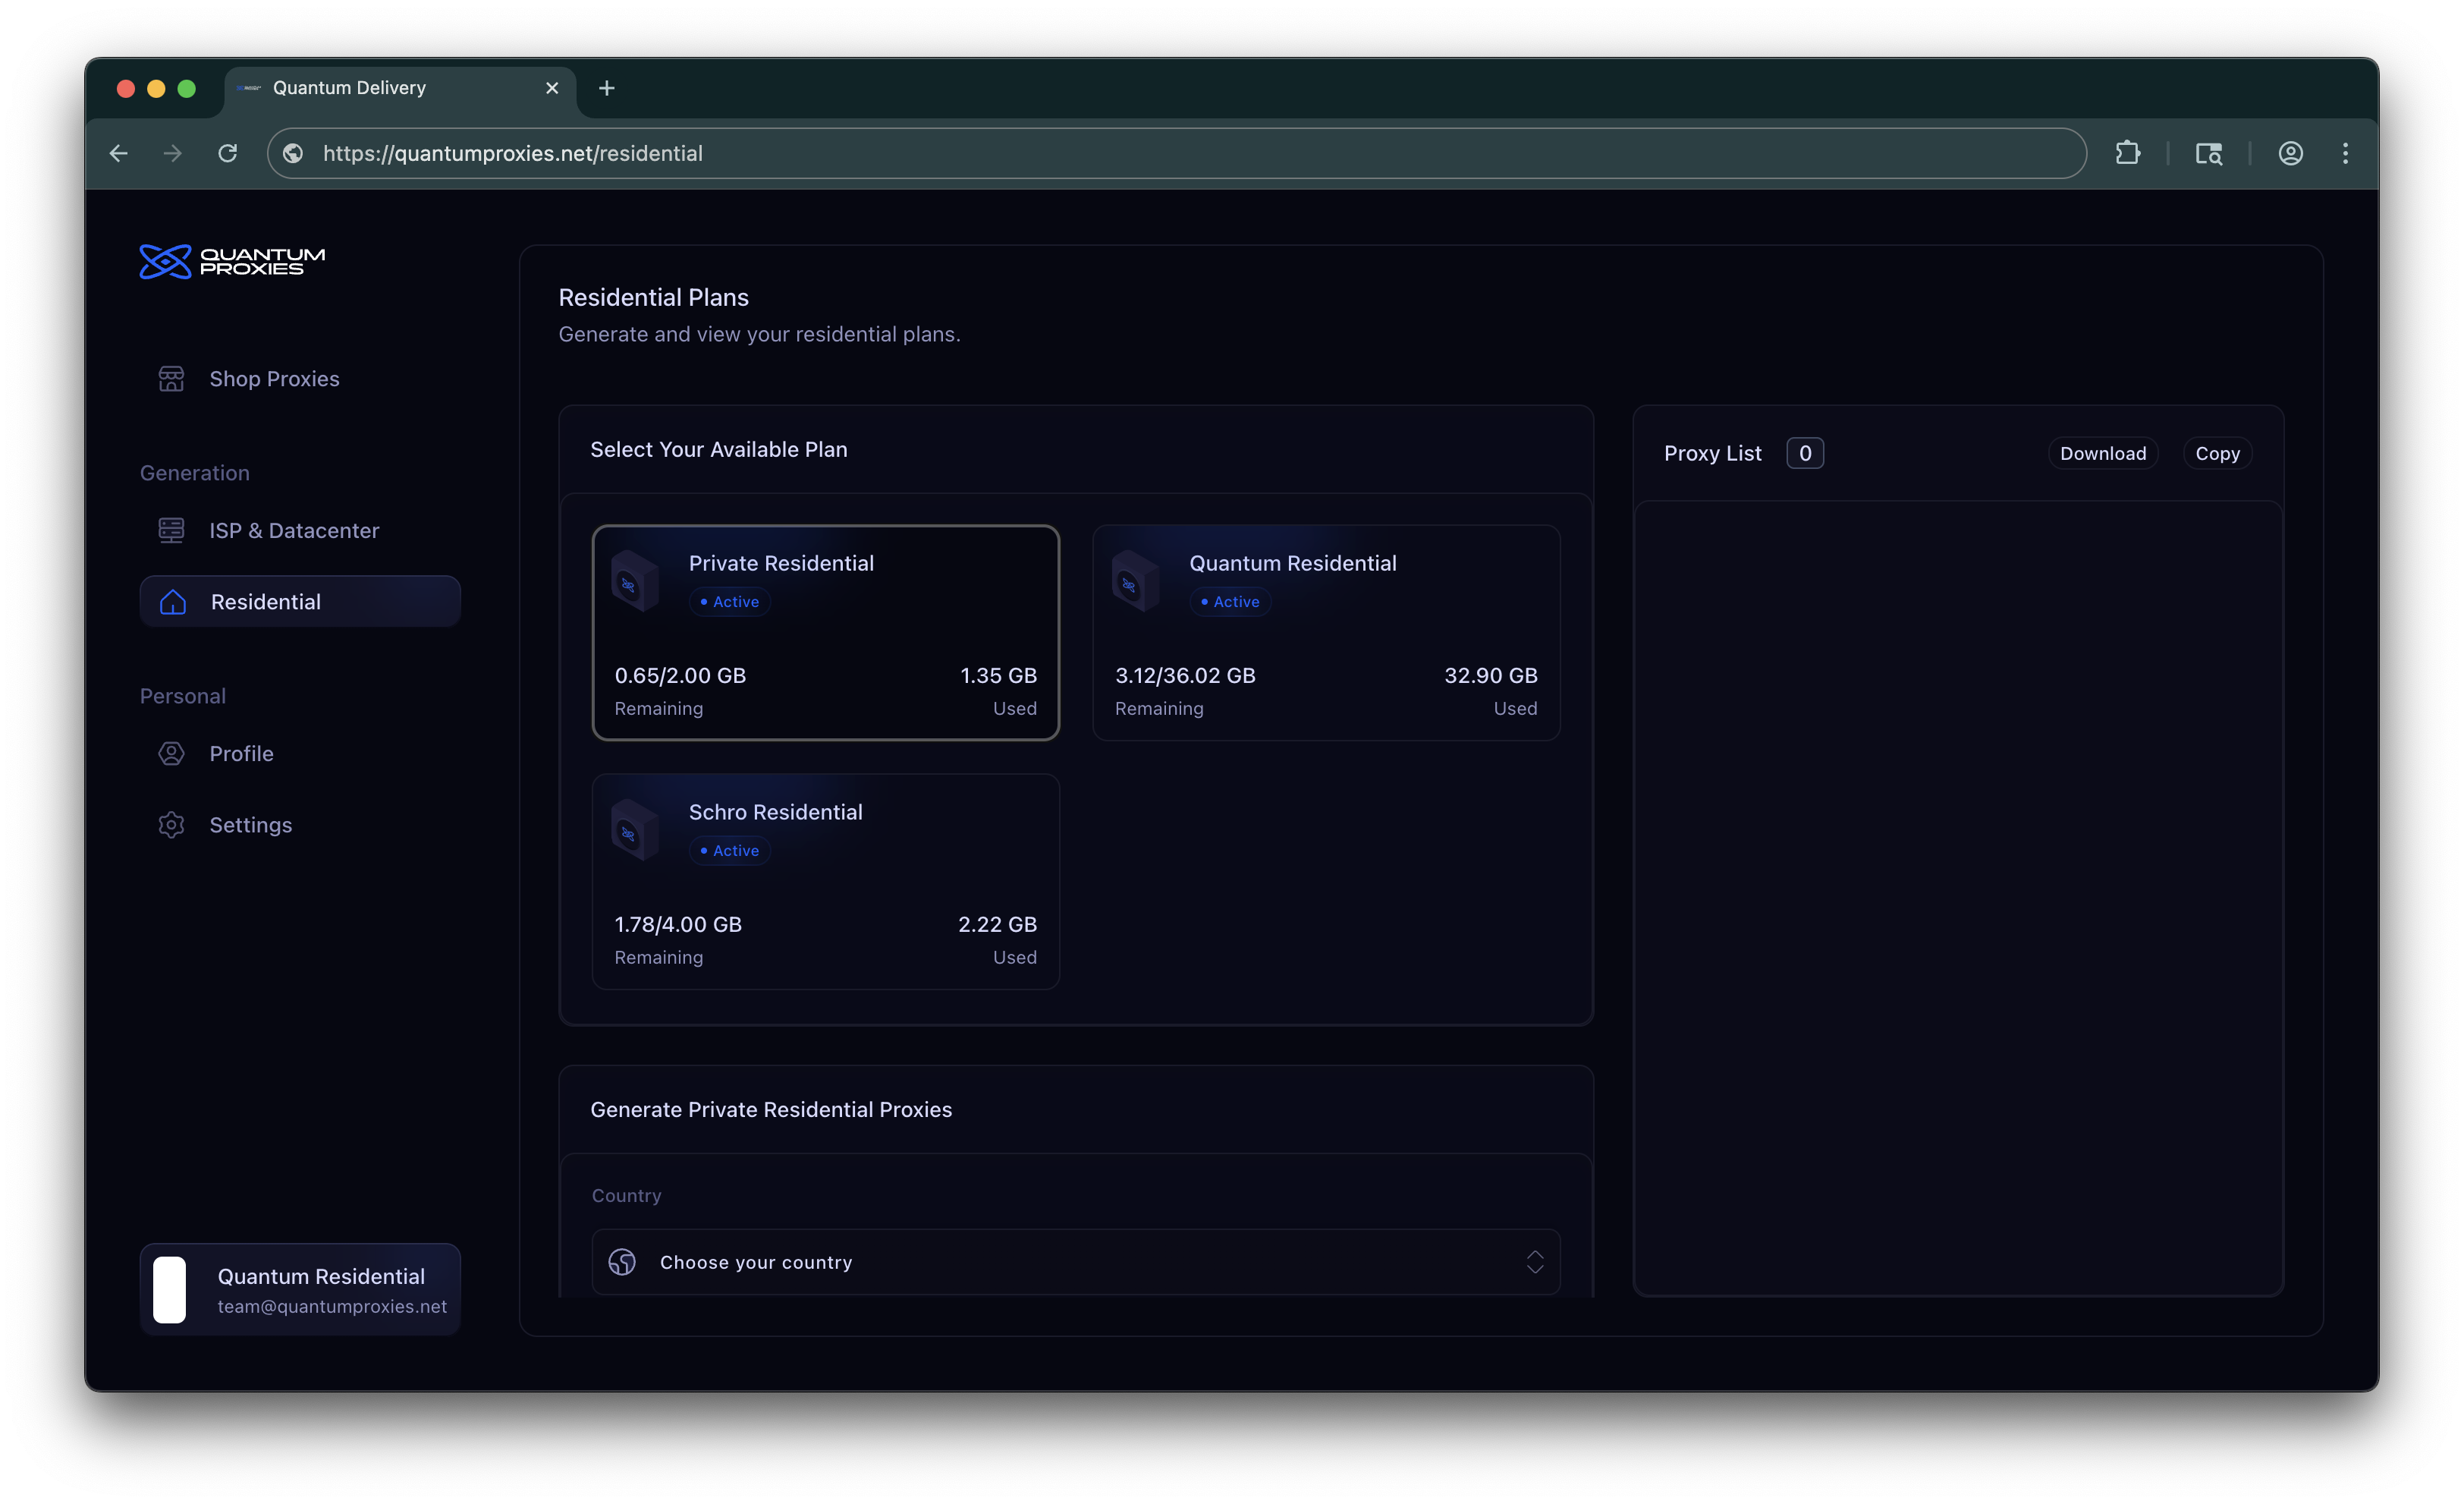 Quantum Delivery
https://quantumproxies.net/residential
QUANTUM
PROXIES
Shop Proxies
Generation
ISP & Datacenter
Residential
Personal
Profile
Settings
Quantum Residential
team@quantumproxies.net
Residential Plans
Generate and view your residential plans.
Select Your Available Plan
Private Residential
Active
0.65/2.00 GB
1.35 GB
Remaining
Used
Quantum Residential
Active
3.12/36.02 GB
32.90 GB
Remaining
Used
Schro Residential
Active
1.78/4.00 GB
2.22 GB
Remaining
Used
Generate Private Residential Proxies
Country
Choose your country
Proxy List 0
Download
Copy